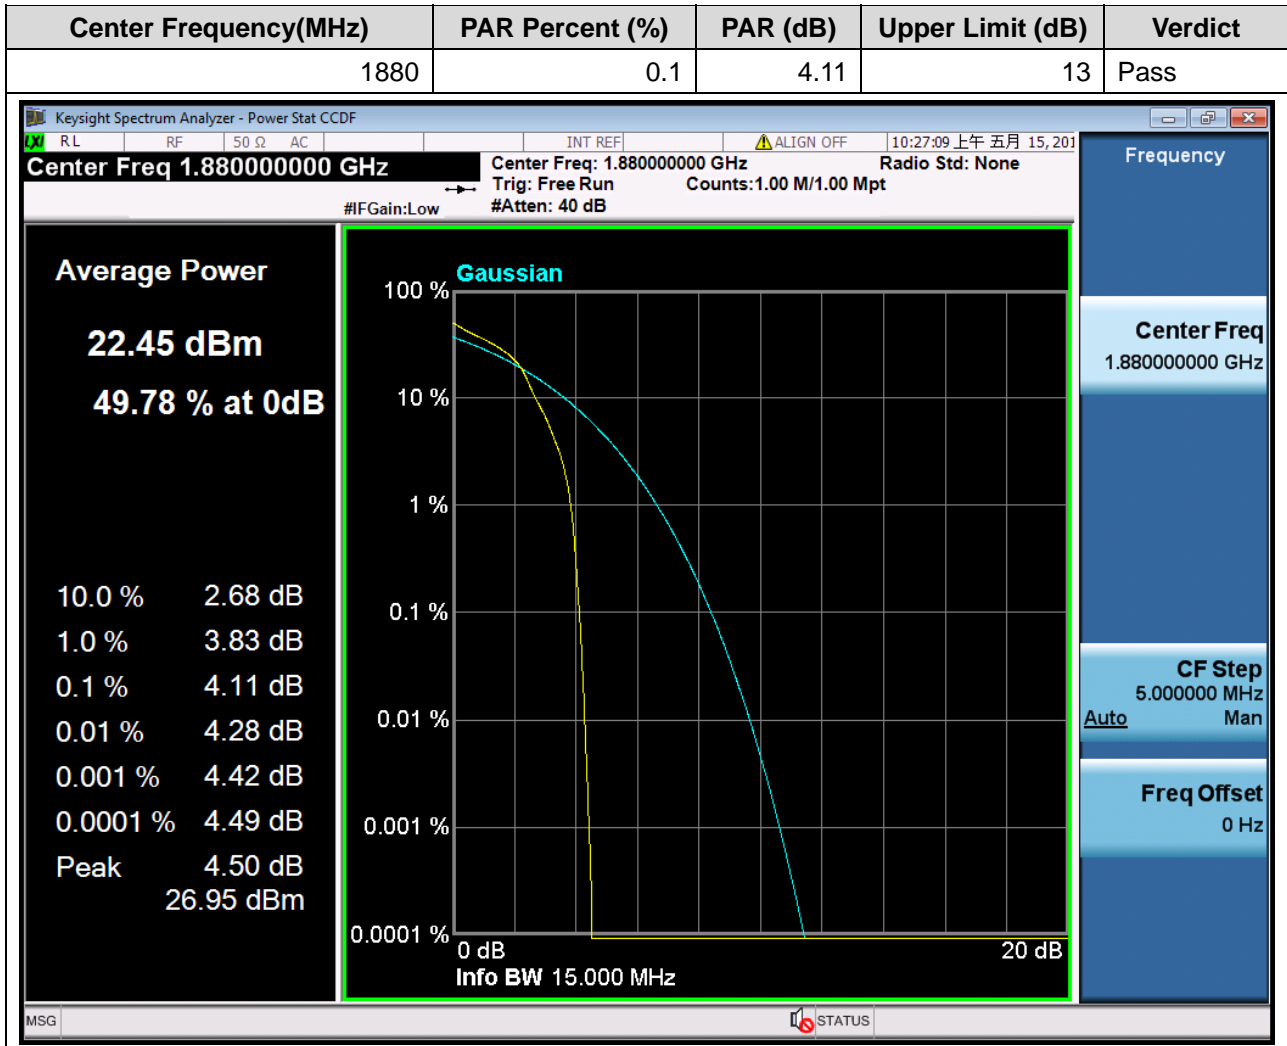 Center Frequency(MHz) PAR Percent (%) PAR (dB) Upper Limit (dB) Verdict
1880 0.1 4.11 13 Pass
Keysight Spectrum Analyzer - Power Stat CCDF
LXI RL RF 50 Ω AC INT REF ALIGN OFF 10:27:09 上午 五月 15, 201
Center Freq 1.880000000 GHz
#IFGain:Low
Center Freq: 1.880000000 GHz Radio Std: None
Trig: Free Run Counts:1.00 M/1.00 Mpt
#Atten: 40 dB
Average Power
22.45 dBm
49.78 % at 0dB
10.0 % 2.68 dB
1.0 % 3.83 dB
0.1 % 4.11 dB
0.01 % 4.28 dB
0.001 % 4.42 dB
0.0001 % 4.49 dB
Peak 4.50 dB
26.95 dBm
Gaussian
100 %
10 %
1 %
0.1 %
0.01 %
0.001 %
0.0001 %
0 dB 20 dB
Info BW 15.000 MHz
Frequency
Center Freq
1.880000000 GHz
CF Step
5.000000 MHz
Auto Man
Freq Offset
0 Hz
MSG STATUS